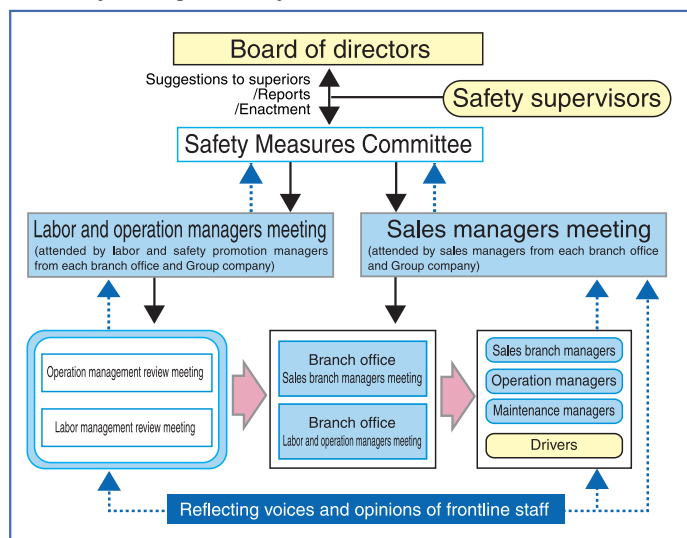 Board of directors
Suggestions to superiors
/Reports
/Enactment
Safety supervisors
Safety Measures Committee
Labor and operation managers meeting
(attended by labor and safety promotion managers
from each branch office and Group company)
Sales managers meeting
(attended by sales managers from each branch office
and Group company)
Operation management review meeting
Labor management review meeting
Branch office
Sales branch managers meeting
Branch office
Labor and operation managers meeting
Sales branch managers
Operation managers
Maintenance managers
Drivers
Reflecting voices and opinions of frontline staff